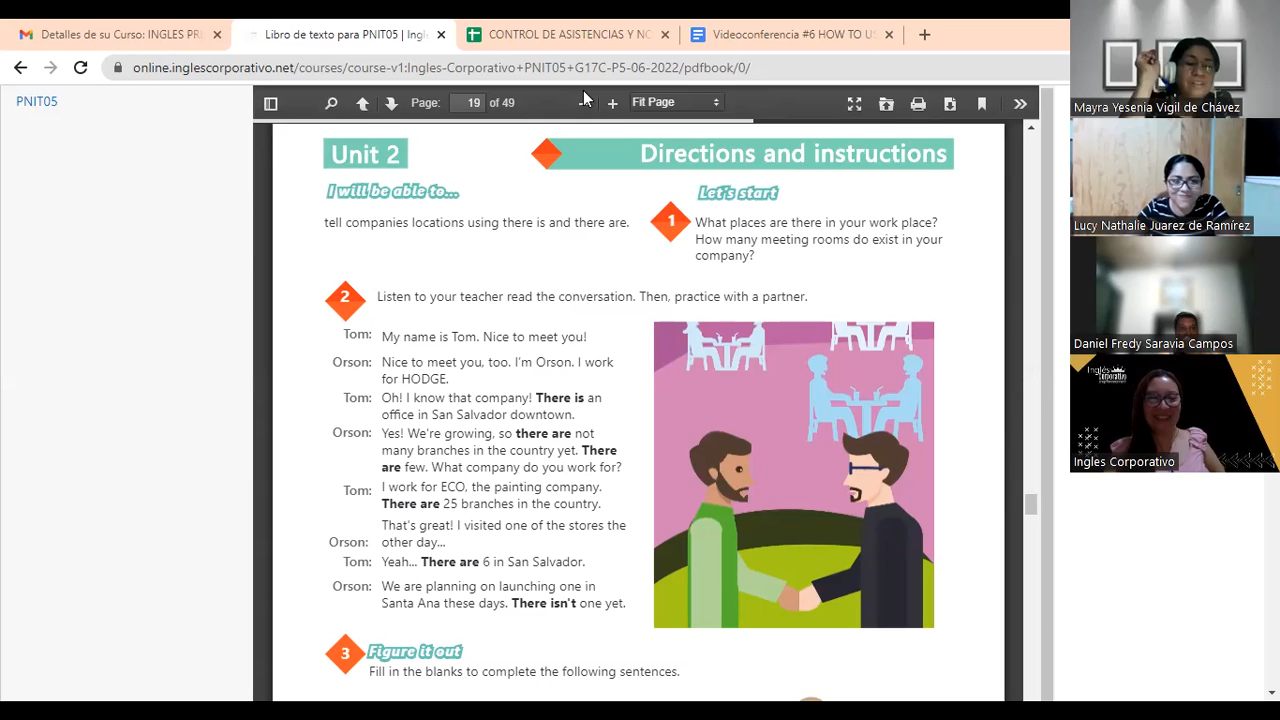 Detalles de su Curso: INGLES PRI
Libro de texto para PNIT05 | Ingl
CONTROL DE ASISTENCIAS Y NO
Videoconferencia #6 HOW TO US
online.inglescorporativo.net/courses/course-v1:Ingles-Corporativo+PNIT05+G17C-P5-06-2022/pdfbook/0/
PNIT05
Page: 19 of 49
Fit Page
Unit 2
Directions and instructions
I will be able to...
tell companies locations using there is and there are.
Let's start
1
What places are there in your work place?
How many meeting rooms do exist in your
company?
2
Listen to your teacher read the conversation. Then, practice with a partner.
Tom: My name is Tom. Nice to meet you!
Orson: Nice to meet you, too. I'm Orson. I work
for HODGE.
Tom: Oh! I know that company! There is an
office in San Salvador downtown.
Orson: Yes! We're growing, so there are not
many branches in the country yet. There
are few. What company do you work for?
Tom: I work for ECO, the painting company.
There are 25 branches in the country.
That's great! I visited one of the stores the
Orson: other day...
Tom: Yeah... There are 6 in San Salvador.
Orson: We are planning on launching one in
Santa Ana these days. There isn't one yet.
3
Figure it out
Fill in the blanks to complete the following sentences.
Mayra Yesenia Vigil de Chávez
Lucy Nathalie Juarez de Ramírez
Daniel Fredy Saravia Campos
Inglés
Corporativo
Ingles Corporativo